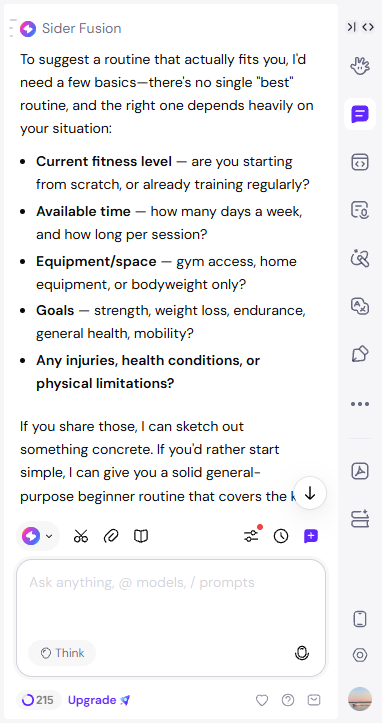 Sider Fusion
To suggest a routine that actually fits you, I'd
need a few basics—there's no single "best"
routine, and the right one depends heavily on
your situation:
• Current fitness level — are you starting
from scratch, or already training regularly?
• Available time — how many days a week,
and how long per session?
• Equipment/space — gym access, home
equipment, or bodyweight only?
• Goals — strength, weight loss, endurance,
general health, mobility?
• Any injuries, health conditions, or
physical limitations?
If you share those, I can sketch out
something concrete. If you'd rather start
simple, I can give you a solid general-
purpose beginner routine that covers the
Ask anything, @ models, / prompts
Think
215 Upgrade